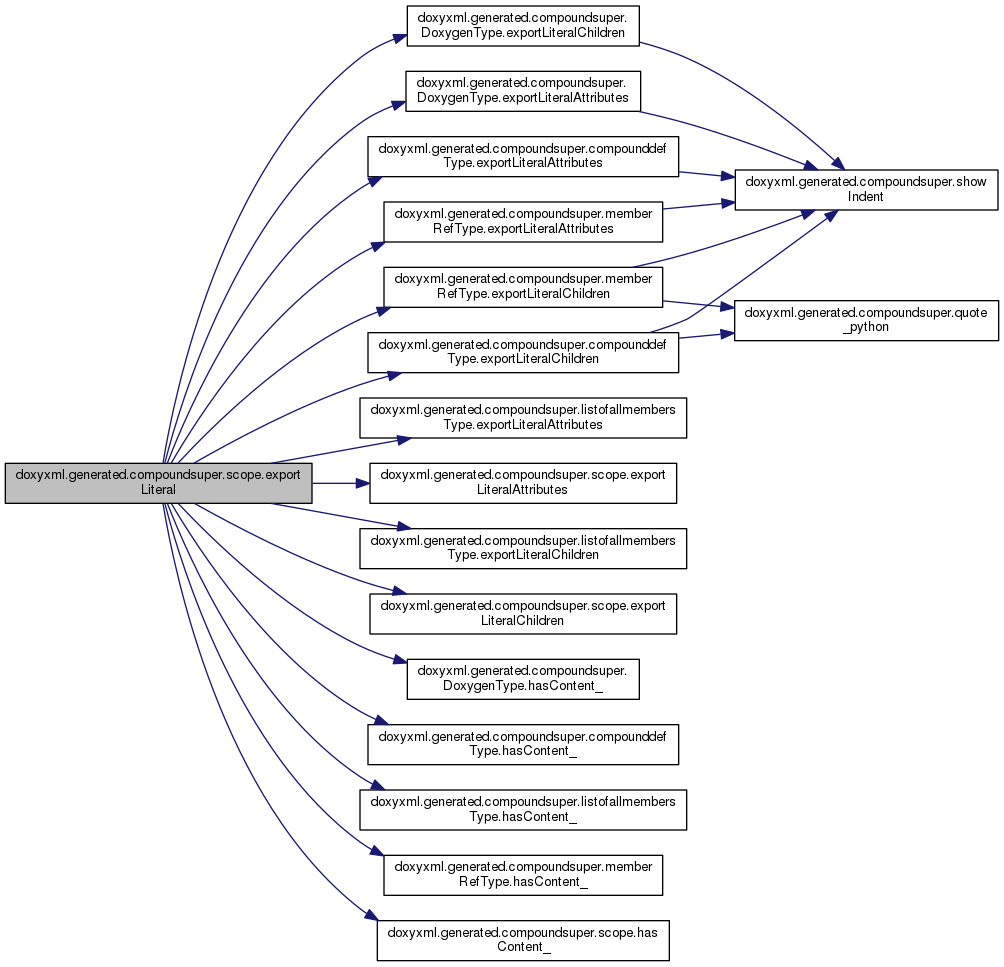 doxyxml.generated.compoundsuper.
DoxygenType.exportLiteralChildren
doxyxml.generated.compoundsuper.
DoxygenType.exportLiteralAttributes
doxyxml.generated.compoundsuper.compounddef
Type.exportLiteralAttributes
doxyxml.generated.compoundsuper.show
Indent
doxyxml.generated.compoundsuper.member
RefType.exportLiteralAttributes
doxyxml.generated.compoundsuper.member
RefType.exportLiteralChildren
doxyxml.generated.compoundsuper.quote
_python
doxyxml.generated.compoundsuper.compounddef
Type.exportLiteralChildren
doxyxml.generated.compoundsuper.listofallmembers
Type.exportLiteralAttributes
doxyxml.generated.compoundsuper.scope.export
Literal
doxyxml.generated.compoundsuper.scope.export
LiteralAttributes
doxyxml.generated.compoundsuper.listofallmembers
Type.exportLiteralChildren
doxyxml.generated.compoundsuper.scope.export
LiteralChildren
doxyxml.generated.compoundsuper.
DoxygenType.hasContent_
doxyxml.generated.compoundsuper.compounddef
Type.hasContent_
doxyxml.generated.compoundsuper.listofallmembers
Type.hasContent_
doxyxml.generated.compoundsuper.member
RefType.hasContent_
doxyxml.generated.compoundsuper.scope.has
Content_